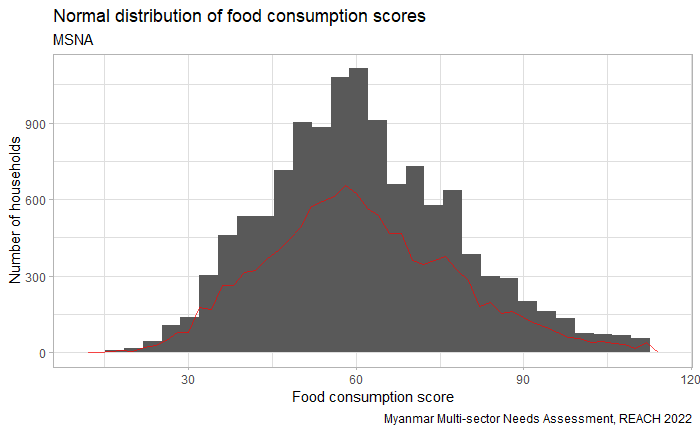 Normal distribution of food consumption scores
MSNA
Number of households
900
600
300
0
30
60
90
120
Food consumption score
Myanmar Multi-sector Needs Assessment, REACH 2022